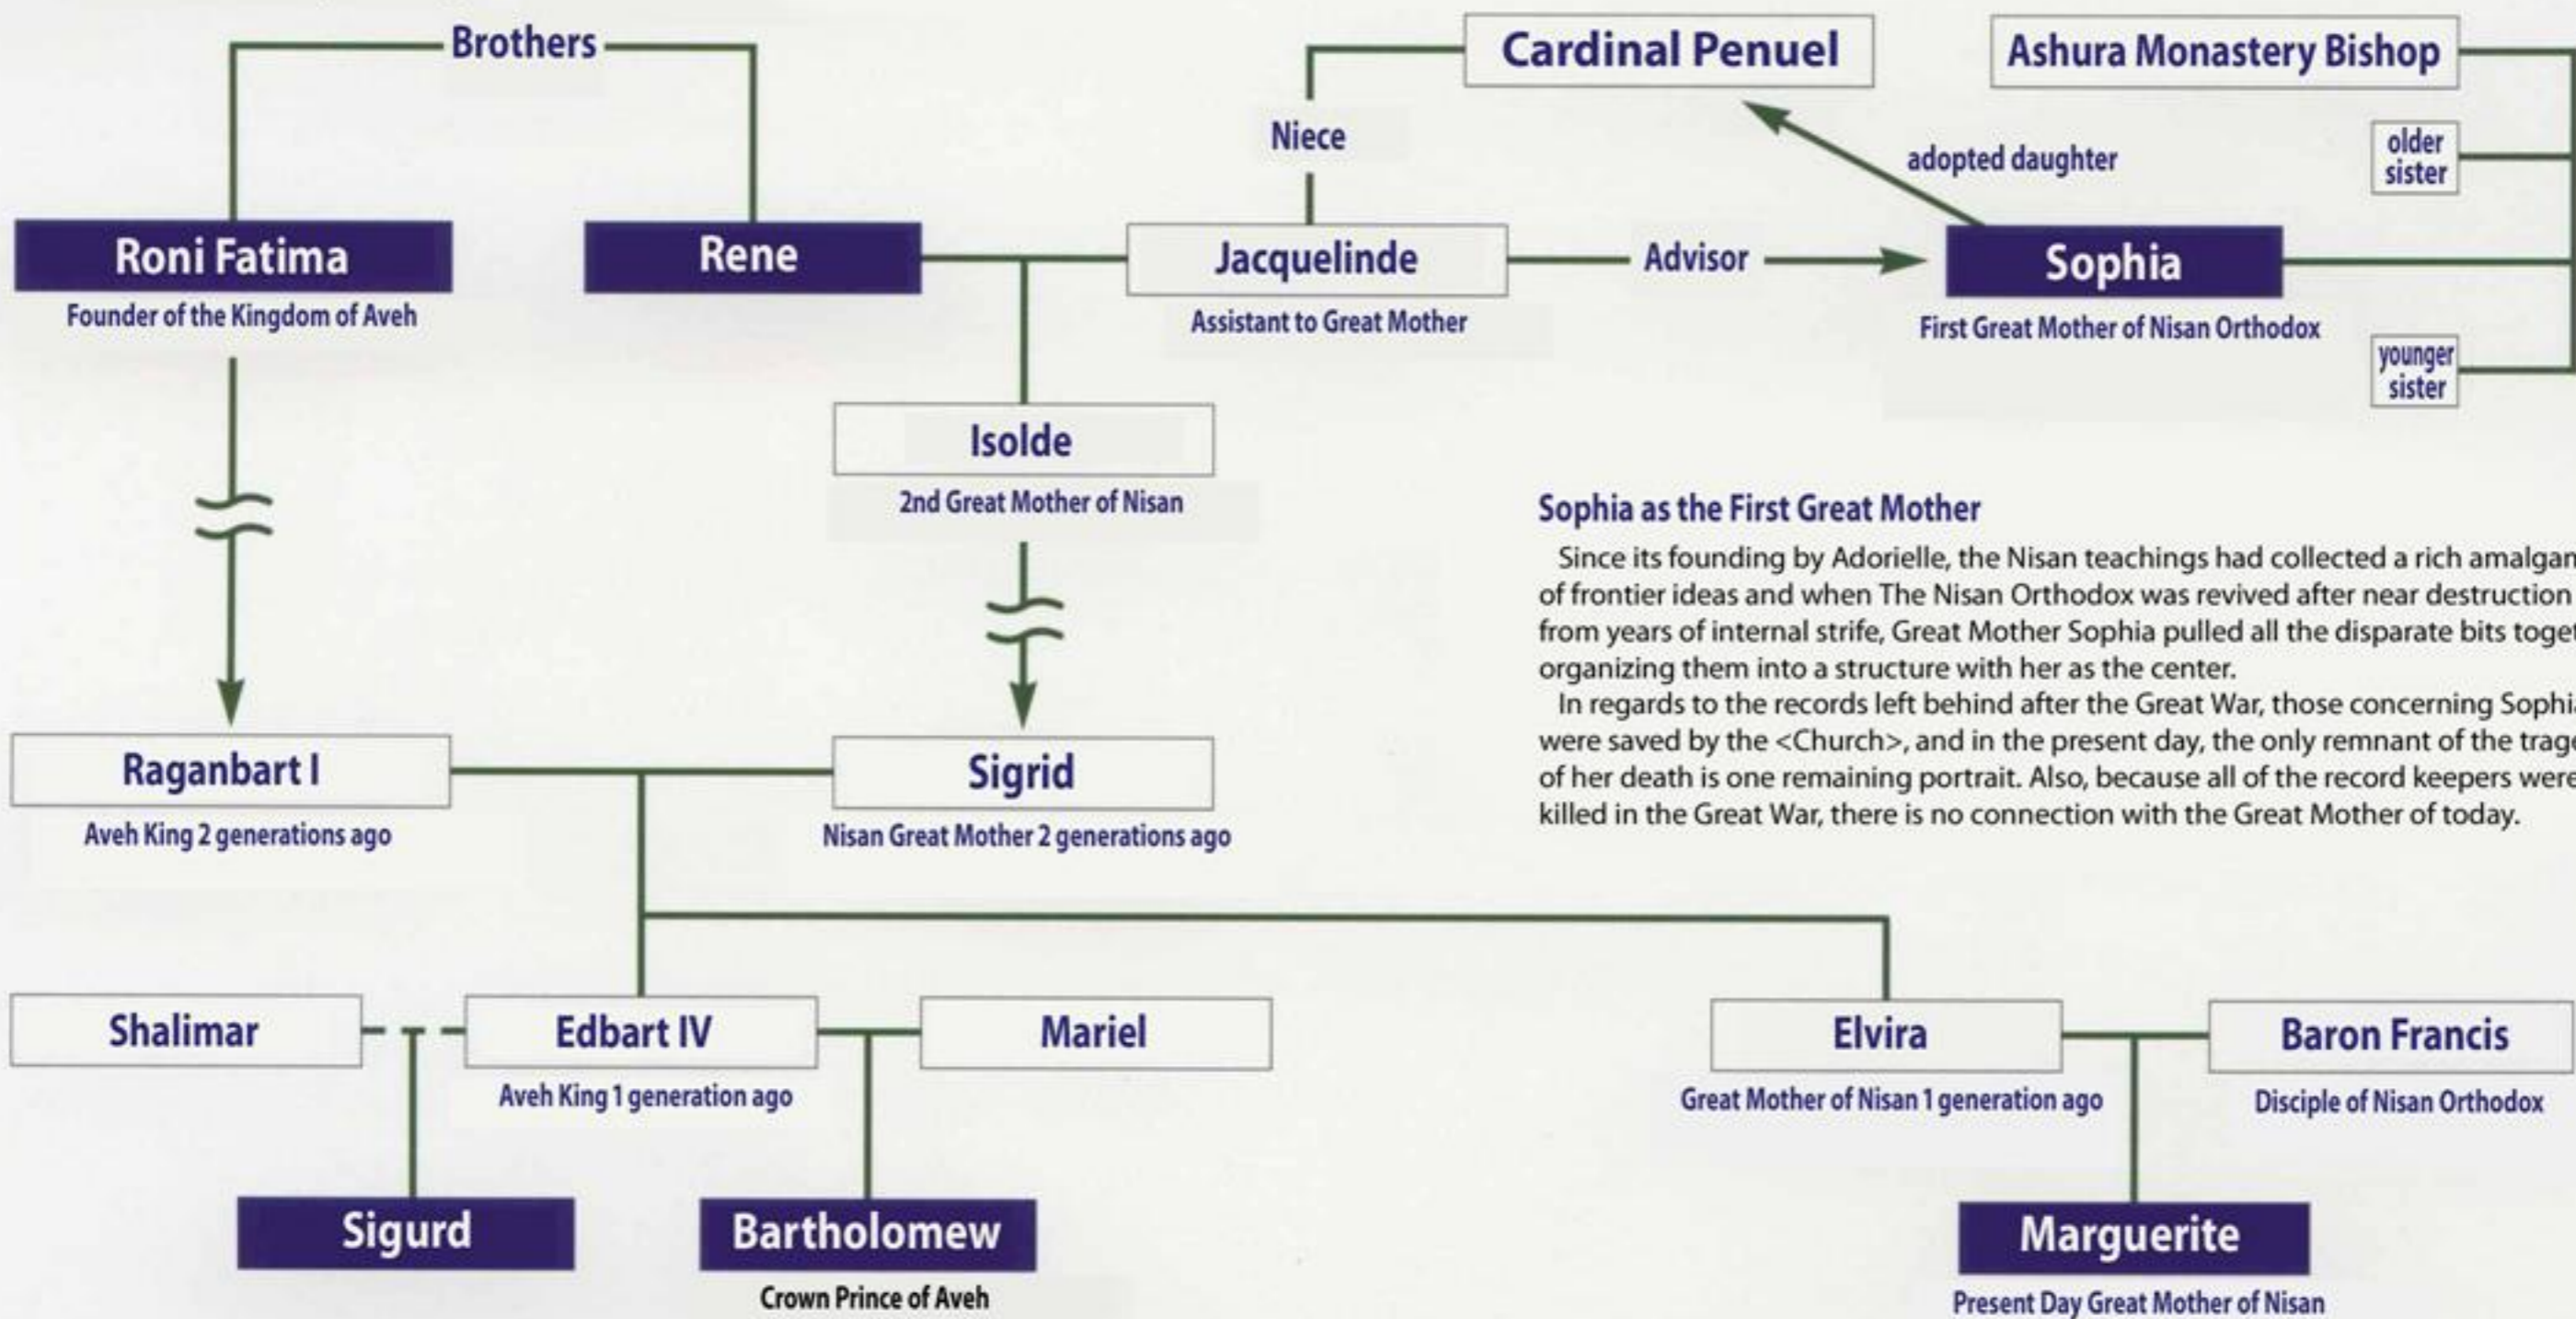 Brothers
Cardinal Penuel
Ashura Monastery Bishop
Niece
older
sister
adopted daughter
Roni Fatima
Rene
Jacquelinde
Advisor
Sophia
Founder of the Kingdom of Aveh
Assistant to Great Mother
First Great Mother of Nisan Orthodox
younger
sister
Isolde
2nd Great Mother of Nisan
Sophia as the First Great Mother
Since its founding by Adorielle, the Nisan teachings had collected a rich amalgam
of frontier ideas and when The Nisan Orthodox was revived after near destruction
from years of internal strife, Great Mother Sophia pulled all the disparate bits toget
organizing them into a structure with her as the center.
In regards to the records left behind after the Great War, those concerning Sophia
were saved by the <Church>, and in the present day, the only remnant of the trage
of her death is one remaining portrait. Also, because all of the record keepers were
killed in the Great War, there is no connection with the Great Mother of today.
Raganbart I
Sigrid
Aveh King 2 generations ago
Nisan Great Mother 2 generations ago
Shalimar
Edbart IV
Mariel
Elvira
Baron Francis
Aveh King 1 generation ago
Great Mother of Nisan 1 generation ago
Disciple of Nisan Orthodox
Sigurd
Bartholomew
Marguerite
Crown Prince of Aveh
Present Day Great Mother of Nisan